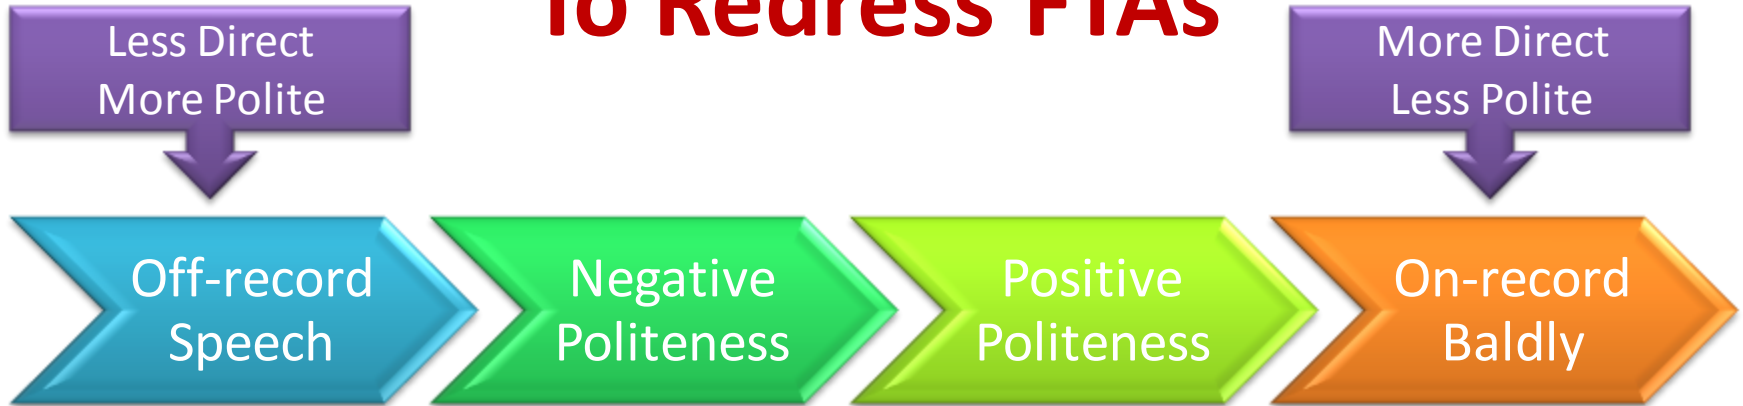 To Redress FTAs
Less Direct
More Polite
More Direct
Less Polite
Off-record
Speech
Negative
Politeness
Positive
Politeness
On-record
Baldly